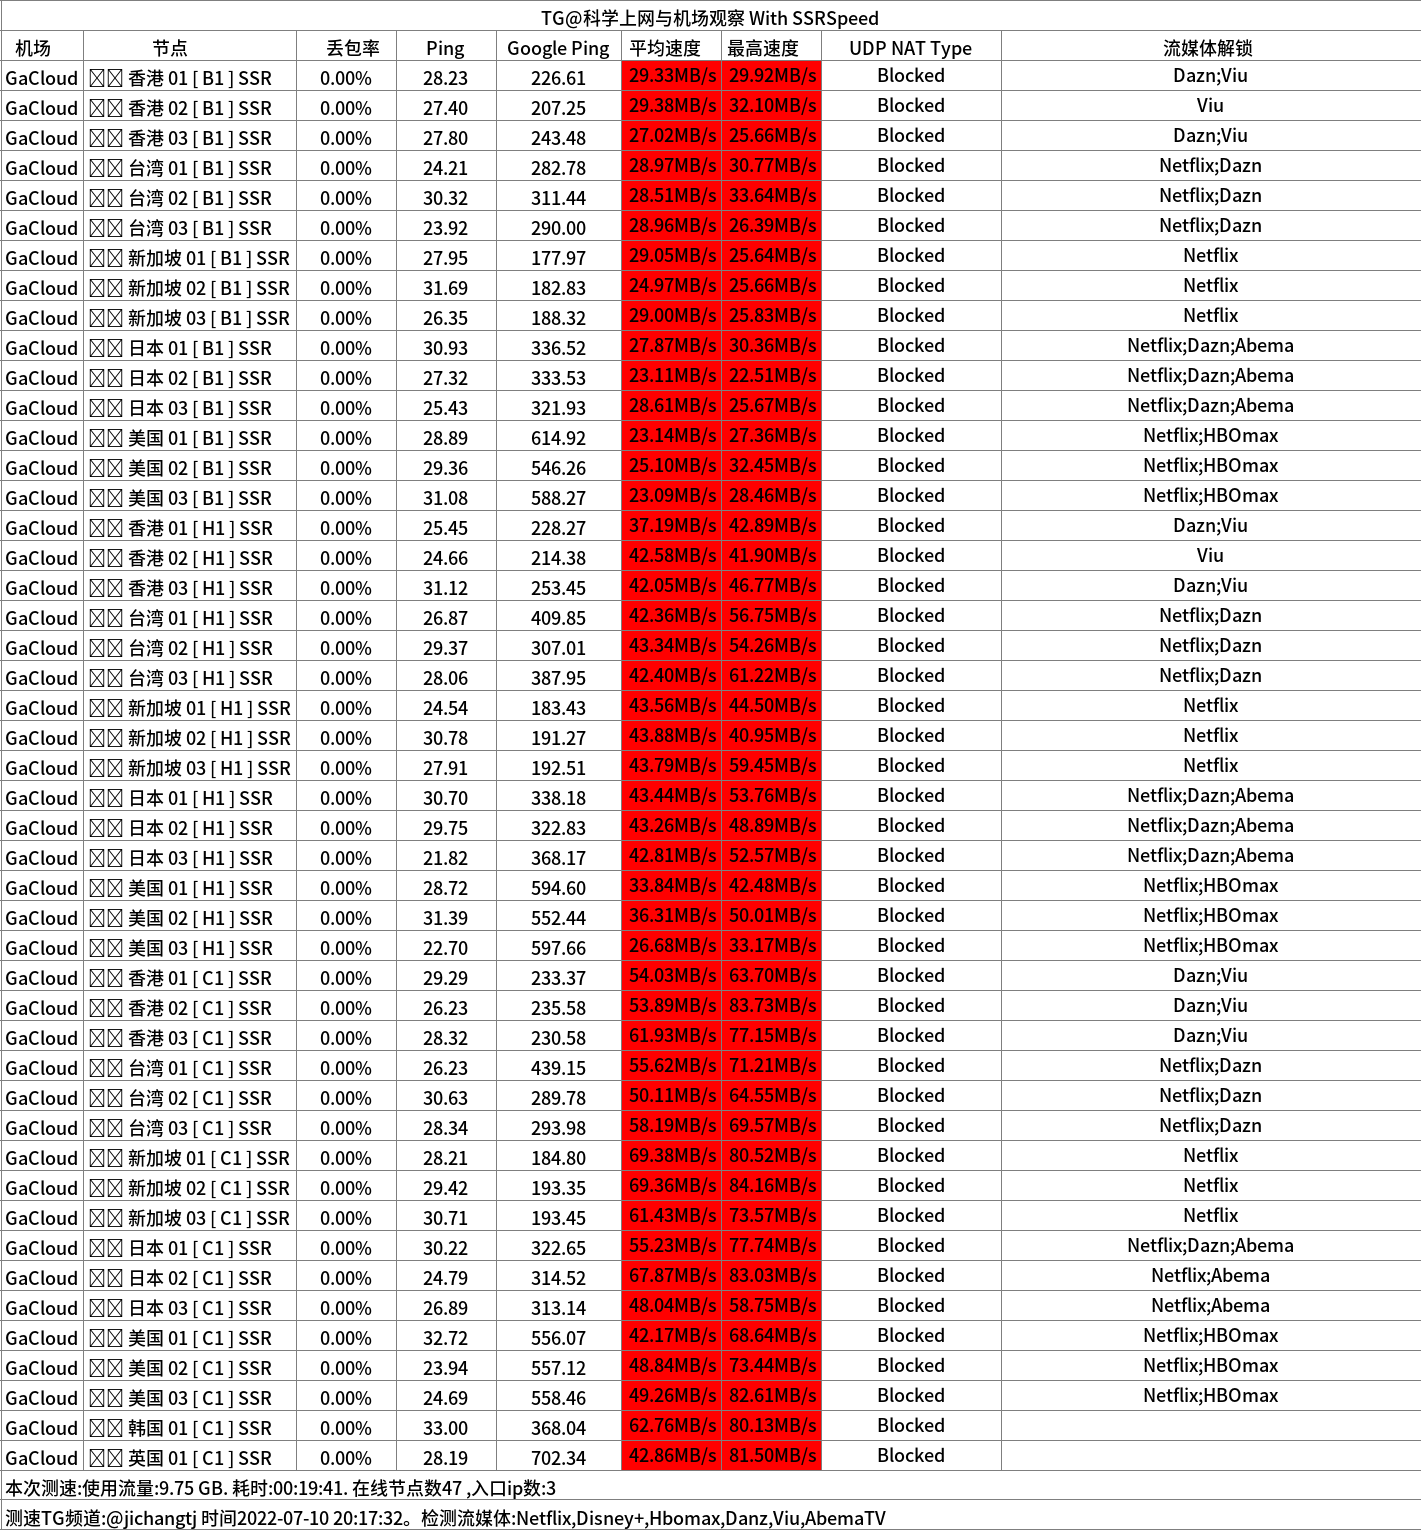 TG@科学上网与机场观察 With SSRSpeed
机场 节点 丢包率 Ping Google Ping 平均速度 最高速度 UDP NAT Type 流媒体解锁
GaCloud 香港 01 [ B1 ] SSR 0.00% 28.23 226.61 29.33MB/s 29.92MB/s Blocked Dazn;Viu
GaCloud 香港 02 [ B1 ] SSR 0.00% 27.40 207.25 29.38MB/s 32.10MB/s Blocked Viu
GaCloud 香港 03 [ B1 ] SSR 0.00% 27.80 243.48 27.02MB/s 25.66MB/s Blocked Dazn;Viu
GaCloud 台湾 01 [ B1 ] SSR 0.00% 24.21 282.78 28.97MB/s 30.77MB/s Blocked Netflix;Dazn
GaCloud 台湾 02 [ B1 ] SSR 0.00% 30.32 311.44 28.51MB/s 33.64MB/s Blocked Netflix;Dazn
GaCloud 台湾 03 [ B1 ] SSR 0.00% 23.92 290.00 28.96MB/s 26.39MB/s Blocked Netflix;Dazn
GaCloud 新加坡 01 [ B1 ] SSR 0.00% 27.95 177.97 29.05MB/s 25.64MB/s Blocked Netflix
GaCloud 新加坡 02 [ B1 ] SSR 0.00% 31.69 182.83 24.97MB/s 25.66MB/s Blocked Netflix
GaCloud 新加坡 03 [ B1 ] SSR 0.00% 26.35 188.32 29.00MB/s 25.83MB/s Blocked Netflix
GaCloud 日本 01 [ B1 ] SSR 0.00% 30.93 336.52 27.87MB/s 30.36MB/s Blocked Netflix;Dazn;Abema
GaCloud 日本 02 [ B1 ] SSR 0.00% 27.32 333.53 23.11MB/s 22.51MB/s Blocked Netflix;Dazn;Abema
GaCloud 日本 03 [ B1 ] SSR 0.00% 25.43 321.93 28.61MB/s 25.67MB/s Blocked Netflix;Dazn;Abema
GaCloud 美国 01 [ B1 ] SSR 0.00% 28.89 614.92 23.14MB/s 27.36MB/s Blocked Netflix;HBOmax
GaCloud 美国 02 [ B1 ] SSR 0.00% 29.36 546.26 25.10MB/s 32.45MB/s Blocked Netflix;HBOmax
GaCloud 美国 03 [ B1 ] SSR 0.00% 31.08 588.27 23.09MB/s 28.46MB/s Blocked Netflix;HBOmax
GaCloud 香港 01 [ H1 ] SSR 0.00% 25.45 228.27 37.19MB/s 42.89MB/s Blocked Dazn;Viu
GaCloud 香港 02 [ H1 ] SSR 0.00% 24.66 214.38 42.58MB/s 41.90MB/s Blocked Viu
GaCloud 香港 03 [ H1 ] SSR 0.00% 31.12 253.45 42.05MB/s 46.77MB/s Blocked Dazn;Viu
GaCloud 台湾 01 [ H1 ] SSR 0.00% 26.87 409.85 42.36MB/s 56.75MB/s Blocked Netflix;Dazn
GaCloud 台湾 02 [ H1 ] SSR 0.00% 29.37 307.01 43.34MB/s 54.26MB/s Blocked Netflix;Dazn
GaCloud 台湾 03 [ H1 ] SSR 0.00% 28.06 387.95 42.40MB/s 61.22MB/s Blocked Netflix;Dazn
GaCloud 新加坡 01 [ H1 ] SSR 0.00% 24.54 183.43 43.56MB/s 44.50MB/s Blocked Netflix
GaCloud 新加坡 02 [ H1 ] SSR 0.00% 30.78 191.27 43.88MB/s 40.95MB/s Blocked Netflix
GaCloud 新加坡 03 [ H1 ] SSR 0.00% 27.91 192.51 43.79MB/s 59.45MB/s Blocked Netflix
GaCloud 日本 01 [ H1 ] SSR 0.00% 30.70 338.18 43.44MB/s 53.76MB/s Blocked Netflix;Dazn;Abema
GaCloud 日本 02 [ H1 ] SSR 0.00% 29.75 322.83 43.26MB/s 48.89MB/s Blocked Netflix;Dazn;Abema
GaCloud 日本 03 [ H1 ] SSR 0.00% 21.82 368.17 42.81MB/s 52.57MB/s Blocked Netflix;Dazn;Abema
GaCloud 美国 01 [ H1 ] SSR 0.00% 28.72 594.60 33.84MB/s 42.48MB/s Blocked Netflix;HBOmax
GaCloud 美国 02 [ H1 ] SSR 0.00% 31.39 552.44 36.31MB/s 50.01MB/s Blocked Netflix;HBOmax
GaCloud 美国 03 [ H1 ] SSR 0.00% 22.70 597.66 26.68MB/s 33.17MB/s Blocked Netflix;HBOmax
GaCloud 香港 01 [ C1 ] SSR 0.00% 29.29 233.37 54.03MB/s 63.70MB/s Blocked Dazn;Viu
GaCloud 香港 02 [ C1 ] SSR 0.00% 26.23 235.58 53.89MB/s 83.73MB/s Blocked Dazn;Viu
GaCloud 香港 03 [ C1 ] SSR 0.00% 28.32 230.58 61.93MB/s 77.15MB/s Blocked Dazn;Viu
GaCloud 台湾 01 [ C1 ] SSR 0.00% 26.23 439.15 55.62MB/s 71.21MB/s Blocked Netflix;Dazn
GaCloud 台湾 02 [ C1 ] SSR 0.00% 30.63 289.78 50.11MB/s 64.55MB/s Blocked Netflix;Dazn
GaCloud 台湾 03 [ C1 ] SSR 0.00% 28.34 293.98 58.19MB/s 69.57MB/s Blocked Netflix;Dazn
GaCloud 新加坡 01 [ C1 ] SSR 0.00% 28.21 184.80 69.38MB/s 80.52MB/s Blocked Netflix
GaCloud 新加坡 02 [ C1 ] SSR 0.00% 29.42 193.35 69.36MB/s 84.16MB/s Blocked Netflix
GaCloud 新加坡 03 [ C1 ] SSR 0.00% 30.71 193.45 61.43MB/s 73.57MB/s Blocked Netflix
GaCloud 日本 01 [ C1 ] SSR 0.00% 30.22 322.65 55.23MB/s 77.74MB/s Blocked Netflix;Dazn;Abema
GaCloud 日本 02 [ C1 ] SSR 0.00% 24.79 314.52 67.87MB/s 83.03MB/s Blocked Netflix;Abema
GaCloud 日本 03 [ C1 ] SSR 0.00% 26.89 313.14 48.04MB/s 58.75MB/s Blocked Netflix;Abema
GaCloud 美国 01 [ C1 ] SSR 0.00% 32.72 556.07 42.17MB/s 68.64MB/s Blocked Netflix;HBOmax
GaCloud 美国 02 [ C1 ] SSR 0.00% 23.94 557.12 48.84MB/s 73.44MB/s Blocked Netflix;HBOmax
GaCloud 美国 03 [ C1 ] SSR 0.00% 24.69 558.46 49.26MB/s 82.61MB/s Blocked Netflix;HBOmax
GaCloud 韩国 01 [ C1 ] SSR 0.00% 33.00 368.04 62.76MB/s 80.13MB/s Blocked
GaCloud 英国 01 [ C1 ] SSR 0.00% 28.19 702.34 42.86MB/s 81.50MB/s Blocked
本次测速:使用流量:9.75 GB. 耗时:00:19:41. 在线节点数47 ,入口ip数:3
测速TG频道:@jichangtj 时间2022-07-10 20:17:32。检测流媒体:Netflix,Disney+,Hbomax,Danz,Viu,AbemaTV